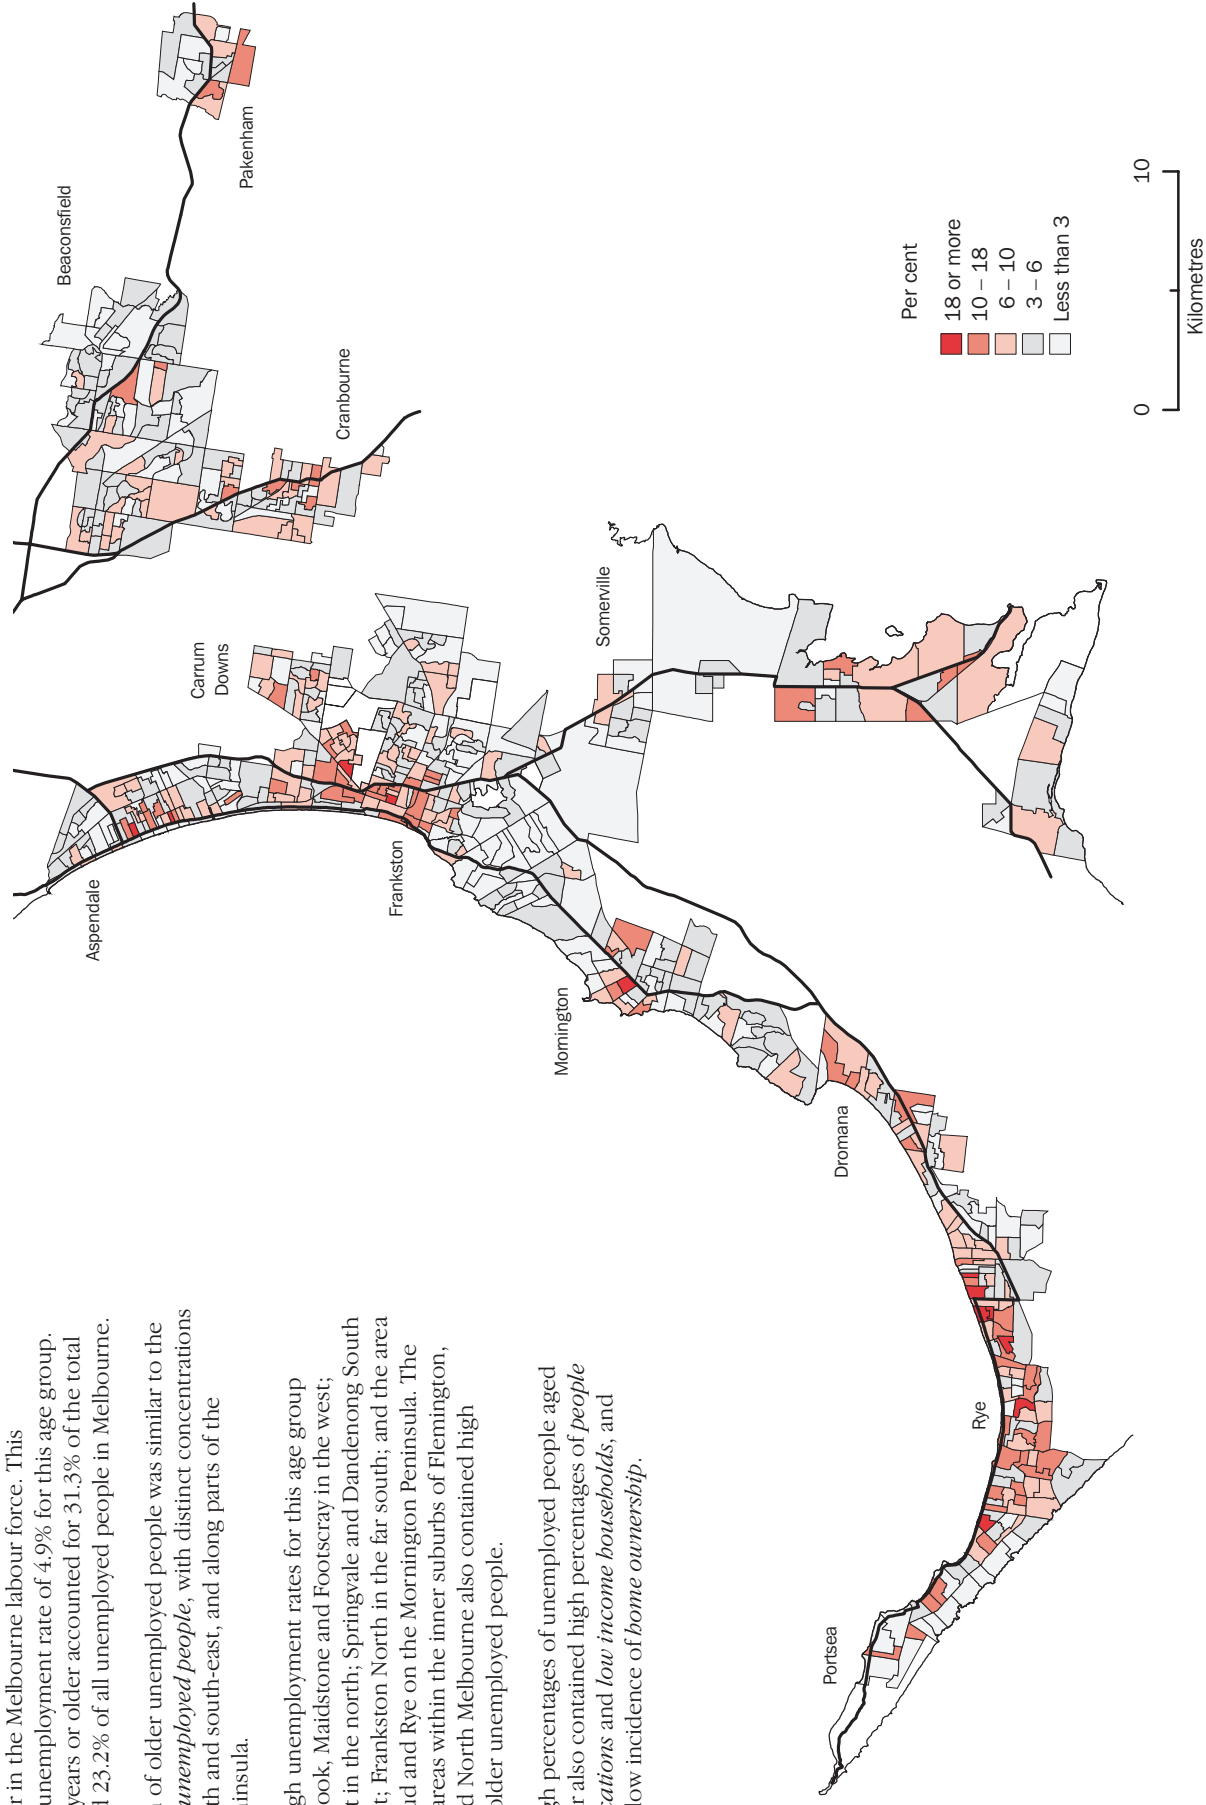 r in the Melbourne labour force. This
unemployment rate of 4.9% for this age group.
years or older accounted for 31.3% of the total
d 23.2% of all unemployed people in Melbourne.
of older unemployed people was similar to the
unemployed people, with distinct concentrations
th and south-east, and along parts of the
insula.
gh unemployment rates for this age group
ook, Maidstone and Footscray in the west;
t in the north; Springvale and Dandenong South
t; Frankston North in the far south; and the area
ud and Rye on the Mornington Peninsula. The
areas within the inner suburbs of Flemington,
d North Melbourne also contained high
older unemployed people.
gh percentages of unemployed people aged
r also contained high percentages of people
cations and low income households, and
low incidence of home ownership.
Aspendale
Carrum
Downs
Beaconsfield
Pakenham
Cranbourne
Frankston
Somerville
Mornington
Dromana
Rye
Portsea
Per cent
18 or more
10 – 18
6 – 10
3 – 6
Less than 3
0
10
Kilometres